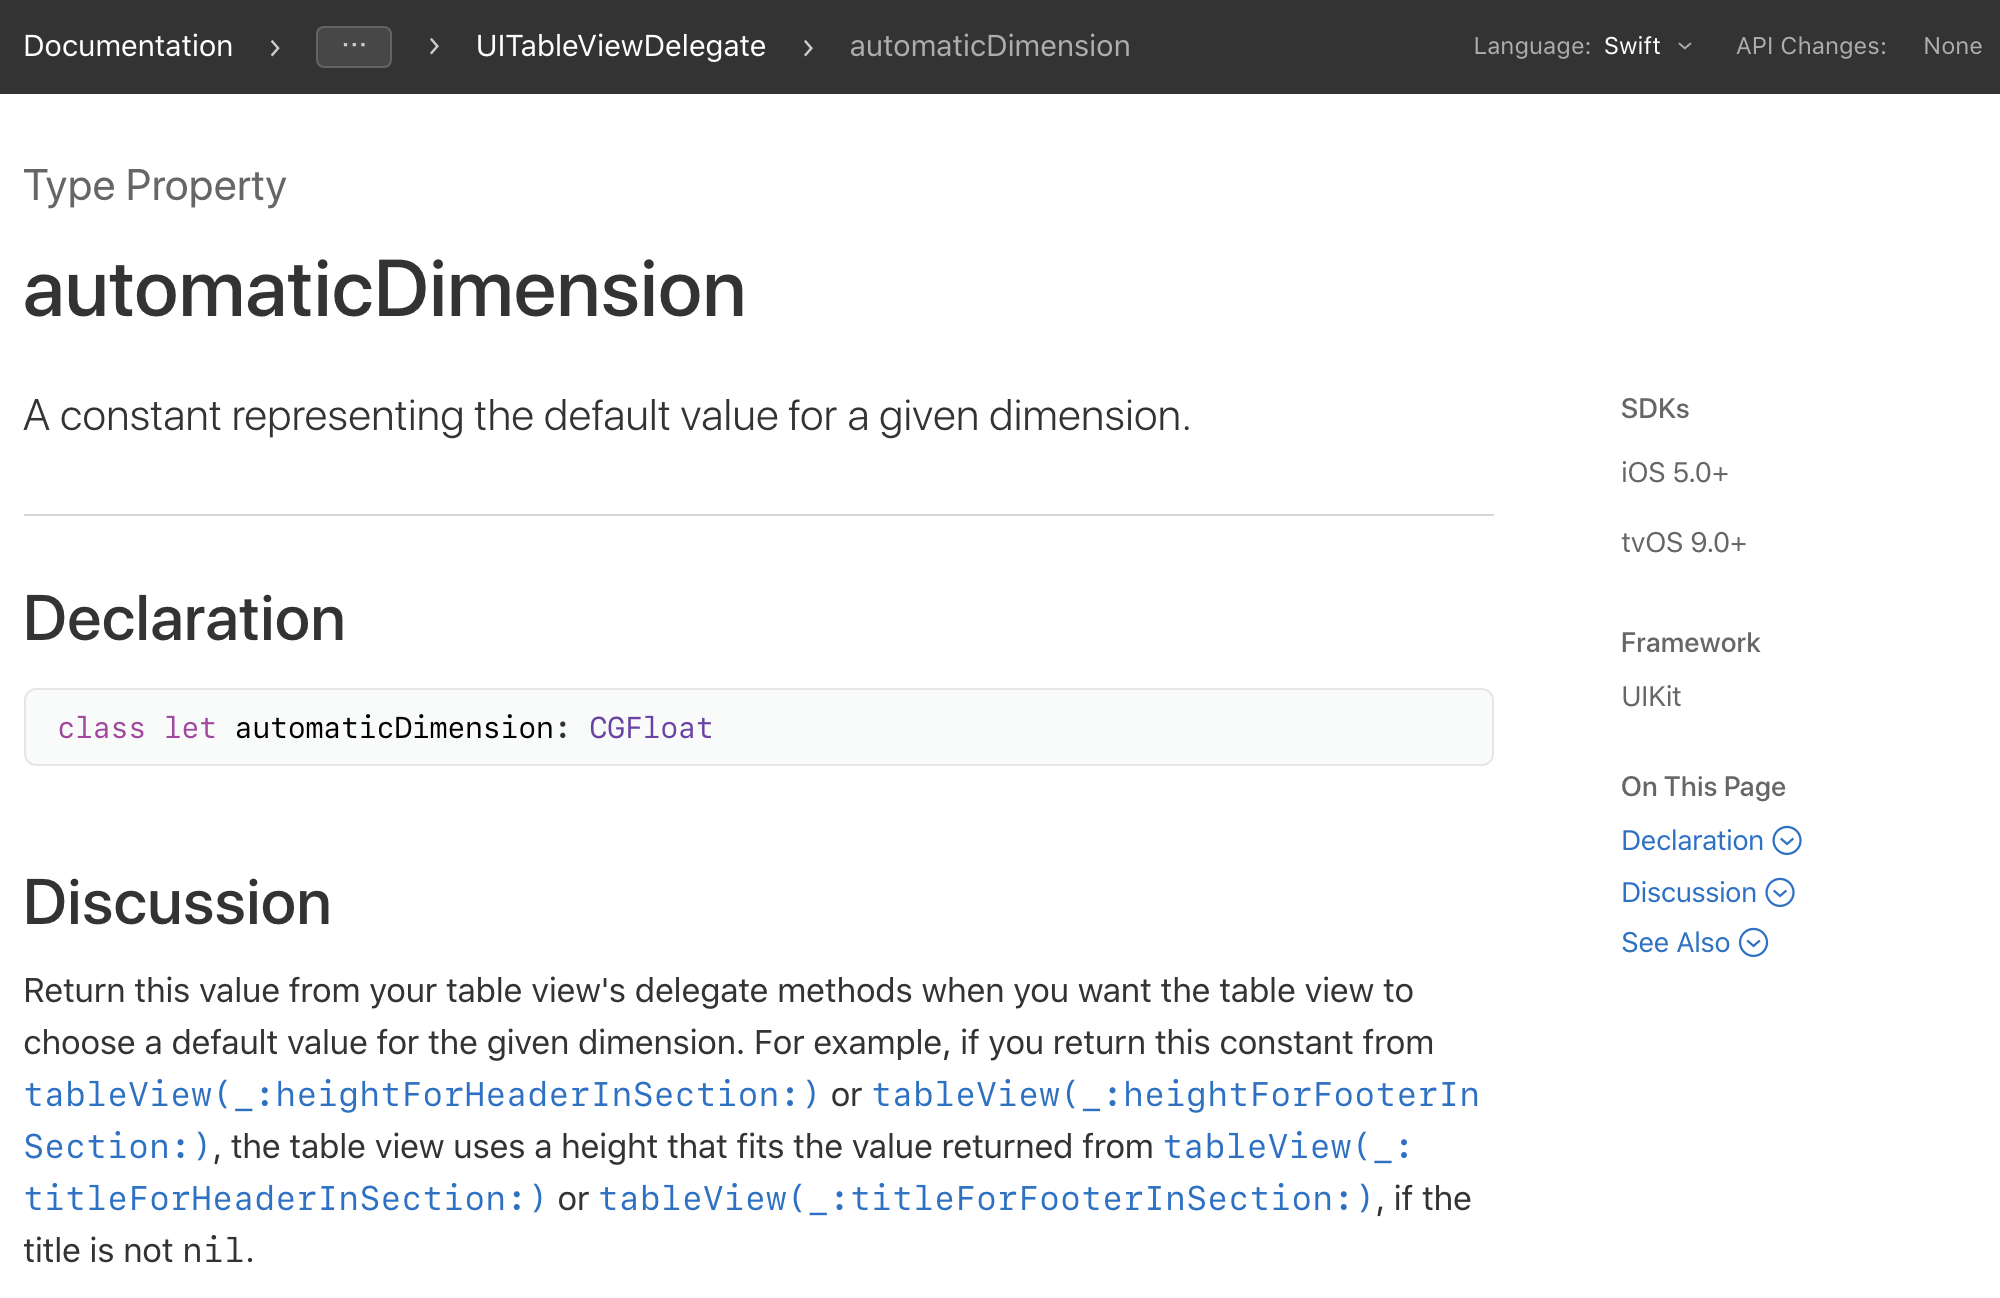 Documentation > ... > UITableViewDelegate > automaticDimension Language: Swift API Changes: None
Type Property
automaticDimension
A constant representing the default value for a given dimension.
SDKs
iOS 5.0+
tvOS 9.0+
Framework
UIKit
On This Page
Declaration
Discussion
See Also
Declaration
class let automaticDimension: CGFloat
Discussion
Return this value from your table view's delegate methods when you want the table view to
choose a default value for the given dimension. For example, if you return this constant from
tableView(_:heightForHeaderInSection:) or tableView(_:heightForFooterIn
Section:), the table view uses a height that fits the value returned from tableView(_:
titleForHeaderInSection:) or tableView(_:titleForFooterInSection:), if the
title is not nil.